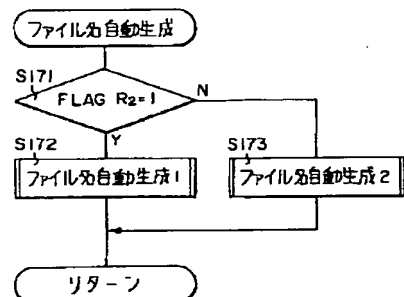 ファイル名自動生成
S171
FLAG R2=1
N
Y
S172
ファイル名自動生成1
S173
ファイル名自動生成2
リターン